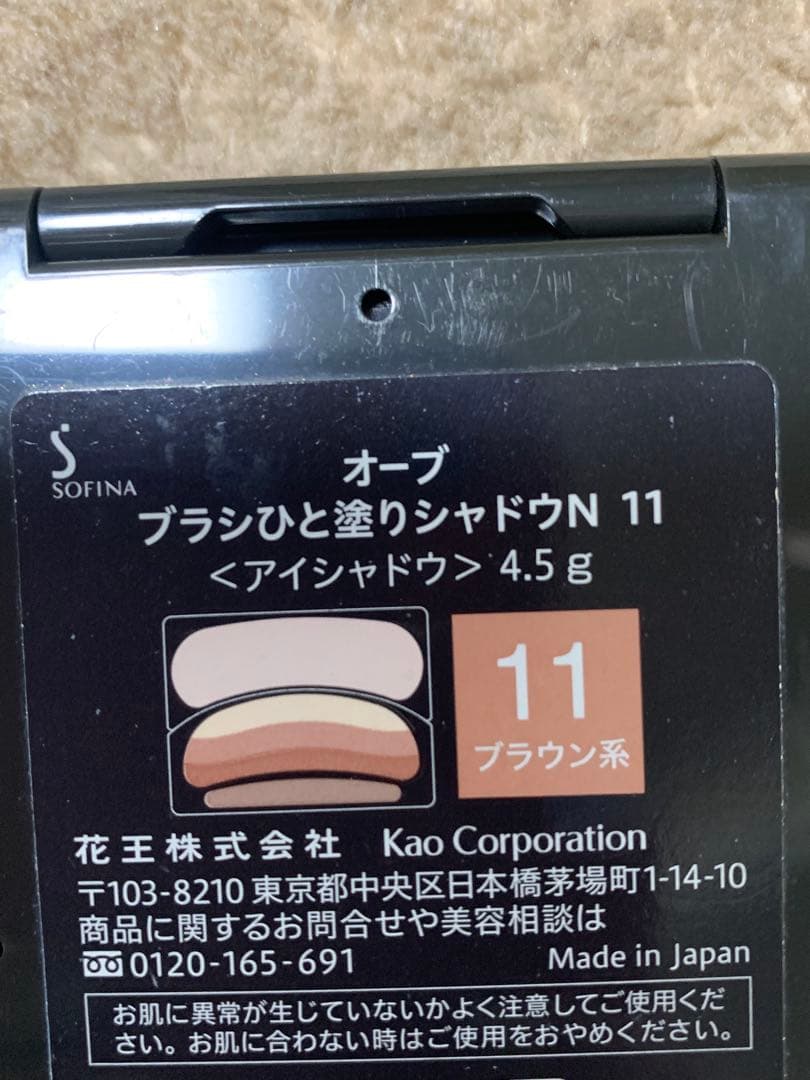 S
SOFINA
オーブ
ブラシひと塗りシャドウN 11
＜アイシャドウ＞ 4.5 g
11
ブラウン系
花王株式会社 Kao Corporation
〒103-8210 東京都中央区日本橋茅場町1-14-10
商品に関するお問合せや美容相談は
0120-165-691 Made in Japan
お肌に異常が生じていないかよく注意してご使用くだ
さい。お肌に合わない時はご使用をおやめください。